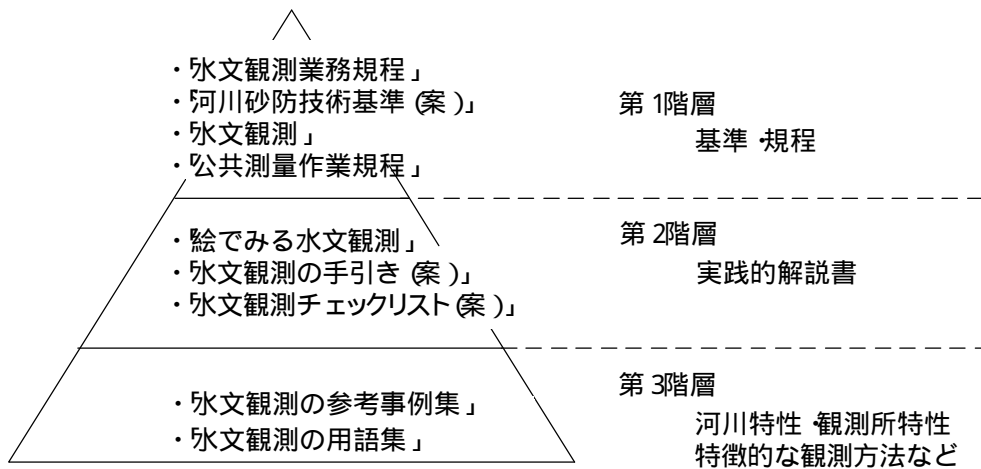 ・「水文観測業務規程」
・「河川砂防技術基準(案)」
・「水文観測」
・「公共測量作業規程」
第1階層
基準・規程
・「絵でみる水文観測」
・「水文観測の手引き(案)」
・「水文観測チェックリスト(案)」
第2階層
実践的解説書
・「水文観測の参考事例集」
・「水文観測の用語集」
第3階層
河川特性・観測所特性
特徴的な観測方法など